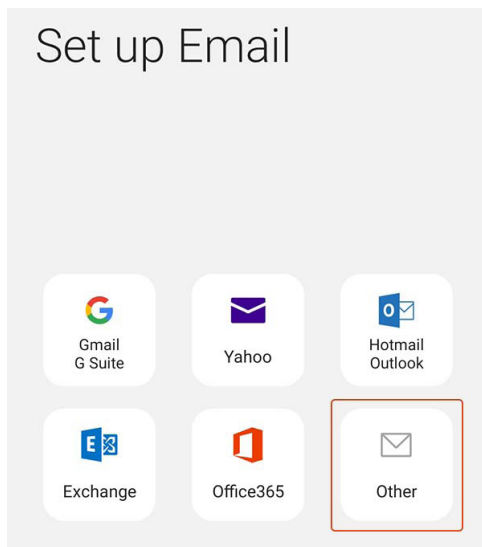 Set up Email
Gmail
G Suite
Yahoo
Hotmail
Outlook
Exchange
Office365
Other